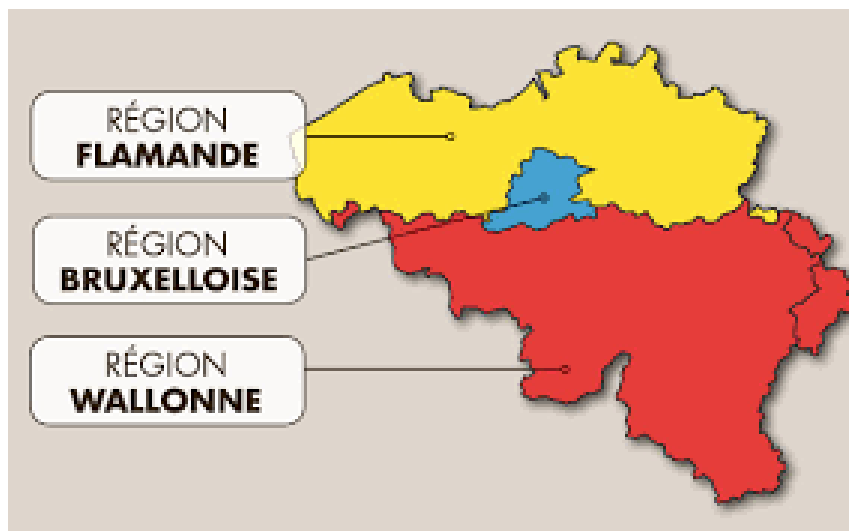 RÉGION
FLAMANDE
RÉGION
BRUXELLOISE
RÉGION
WALLONNE